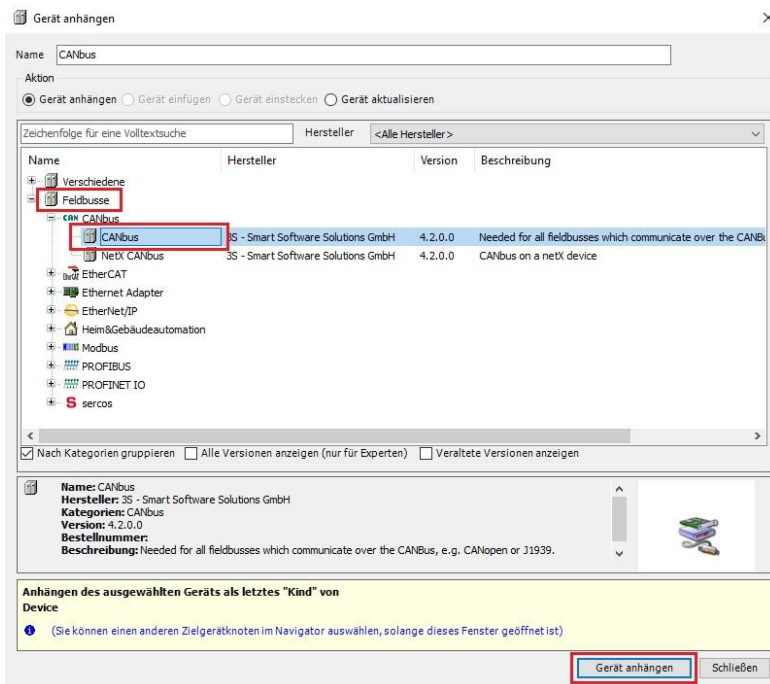 Gerät anhängen
Name CANbus
Aktion
Gerät anhängen Gerät einfügen Gerät einstecken Gerät aktualisieren
Zeichenfolge für eine Volltextsuche Hersteller <Alle Hersteller>
Name Hersteller Version Beschreibung
Verschiedene
Feldbusse
CAN CANbus
CANbus 3S - Smart Software Solutions GmbH 4.2.0.0 Needed for all fieldbusses which communicate over the CANBu
NetX CANbus 3S - Smart Software Solutions GmbH 4.2.0.0 CANbus on a netX device
EtherCAT
Ethernet Adapter
EtherNet/IP
Heim&Gebäudeautomation
Modbus
PROFIBUS
PROFINET IO
S sercos
Nach Kategorien gruppieren Alle Versionen anzeigen (nur für Experten) Veraltete Versionen anzeigen
Name: CANbus
Hersteller: 3S - Smart Software Solutions GmbH
Kategorien: CANbus
Version: 4.2.0.0
Bestellnummer:
Beschreibung: Needed for all fieldbusses which communicate over the CANBus, e.g. CANopen or J1939.
Anhängen des ausgewählten Geräts als letztes "Kind" von
Device
(Sie können einen anderen Zielgerätknoten im Navigator auswählen, solange dieses Fenster geöffnet ist)
Gerät anhängen Schließen